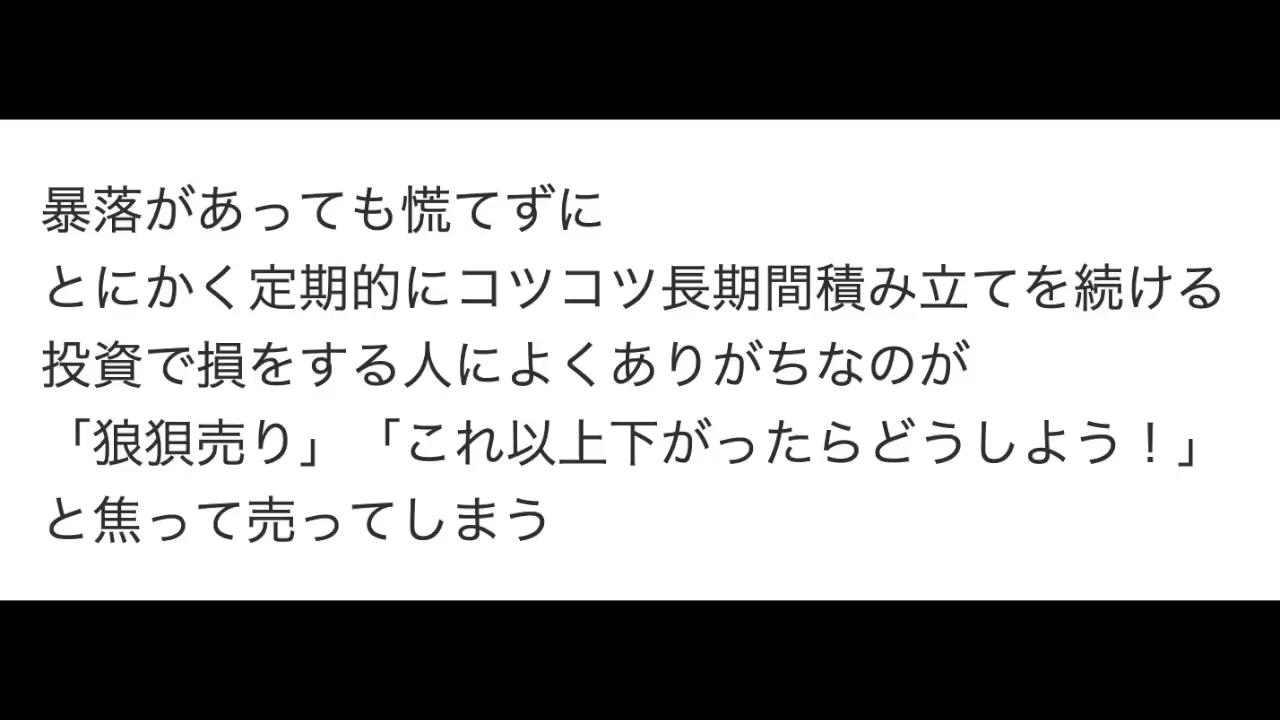 暴落があっても慌てずに
とにかく定期的にコツコツ長期間積み立てを続ける
投資で損をする人によくありがちなのが
「狼狽売り」「これ以上下がったらどうしよう！」
と焦って売ってしまう